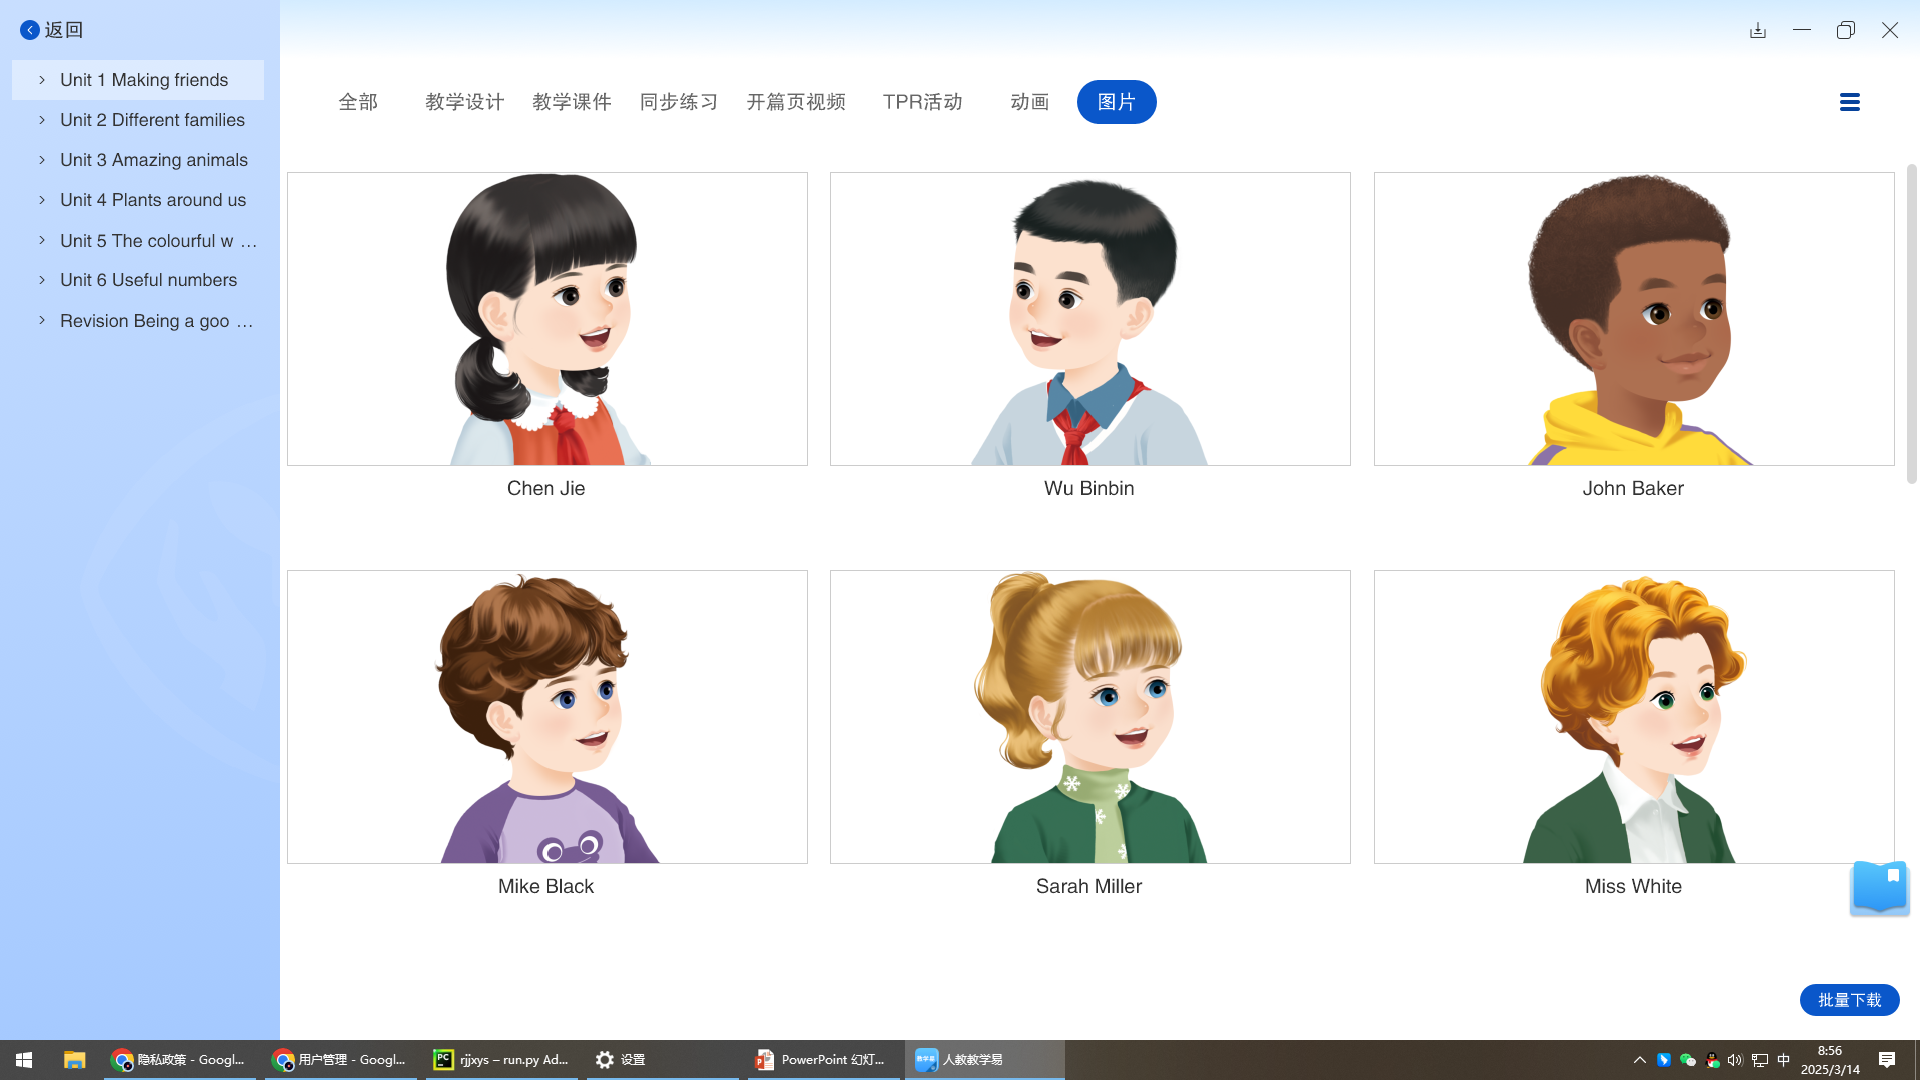 返回
Unit 1 Making friends
Unit 2 Different families
Unit 3 Amazing animals
Unit 4 Plants around us
Unit 5 The colourful w ...
Unit 6 Useful numbers
Revision Being a goo ...
全部 教学设计 教学课件 同步练习 开篇页视频 TPR活动 动画 图片
Chen Jie Wu Binbin John Baker
Mike Black Sarah Miller Miss White
批量下载
隐私政策 - Googl... 用户管理 - Googl... PC rjjxys – run.py Ad... 设置 PowerPoint 幻灯... 人教教学易 中 8:56
2025/3/14